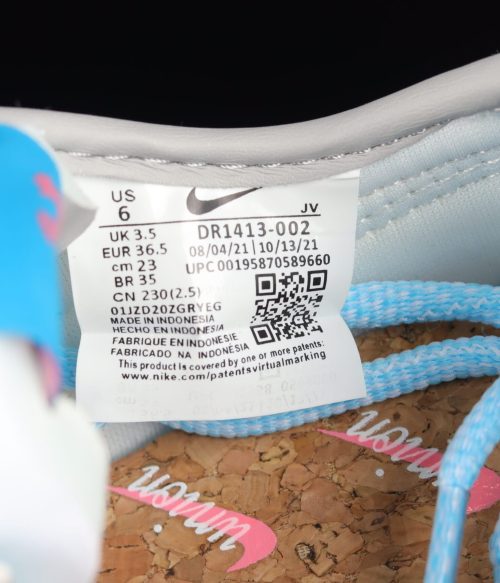 US
6
JV
UK 3.5
EUR 36.5
cm 23
BR 35
CN 230(2.5)
DR1413-002
08/04/21 | 10/13/21
UPC 00195870589660
01JZD20ZGRYEG
MADE IN INDONESIA
HECHO EN INDONESIA
FABRIQUE EN INDONESIE
FABRICADO NA INDONESIA
This product is covered by one or more patents:
www.nike.com/patentsvirtualmarking
union
union